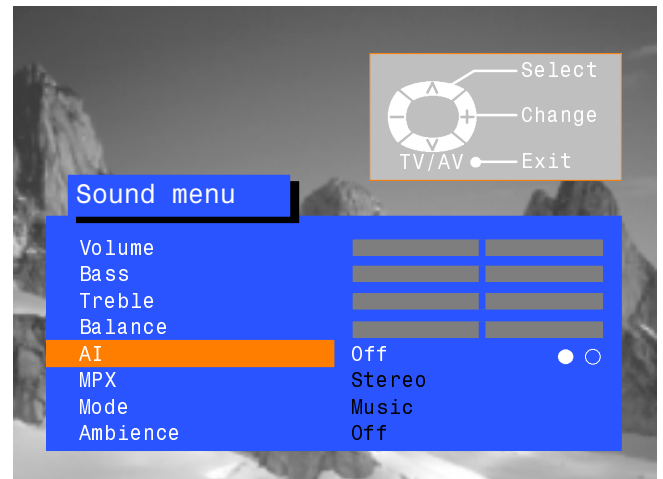 Select
Change
TV/AV Exit
Sound menu
Volume
Bass
Treble
Balance
AI Off
MPX Stereo
Mode Music
Ambience Off